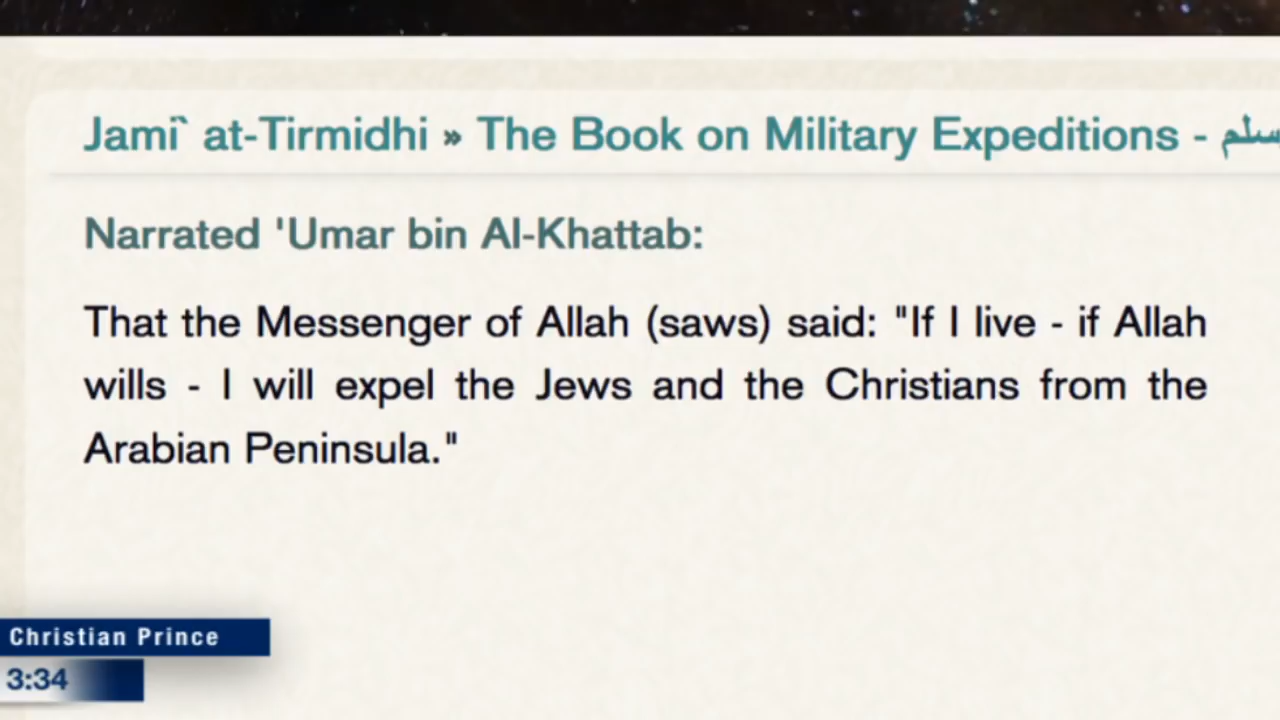 Jami` at-Tirmidhi » The Book on Military Expeditions -
Narrated 'Umar bin Al-Khattab:
That the Messenger of Allah (saws) said: "If I live - if Allah
wills - I will expel the Jews and the Christians from the
Arabian Peninsula."
Christian Prince
3:34